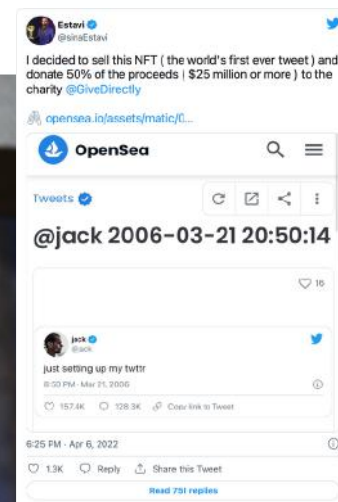 Estavi
@sinaEstavi
I decided to sell this NFT ( the world's first ever tweet ) and
donate 50% of the proceeds ( $25 million or more ) to the
charity @GiveDirectly
opensea.io/assets/matic/0...
OpenSea
Tweets
@jack 2006-03-21 20:50:14
16
jack
@jack
just setting up my twttr
8:50 PM · Mar 21, 2006
157.4K 128.3K Copy link to Tweet
6:25 PM · Apr 6, 2022
1.3K Reply Share this Tweet
Read 751 replies